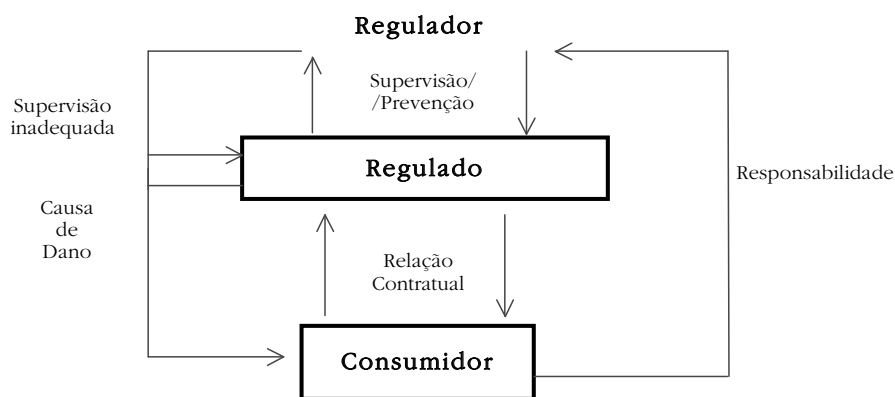 Regulador
Supervisão/
/Prevenção
Supervisão
inadequada
Regulado
Responsabilidade
Causa
de
Dano
Relação
Contratual
Consumidor